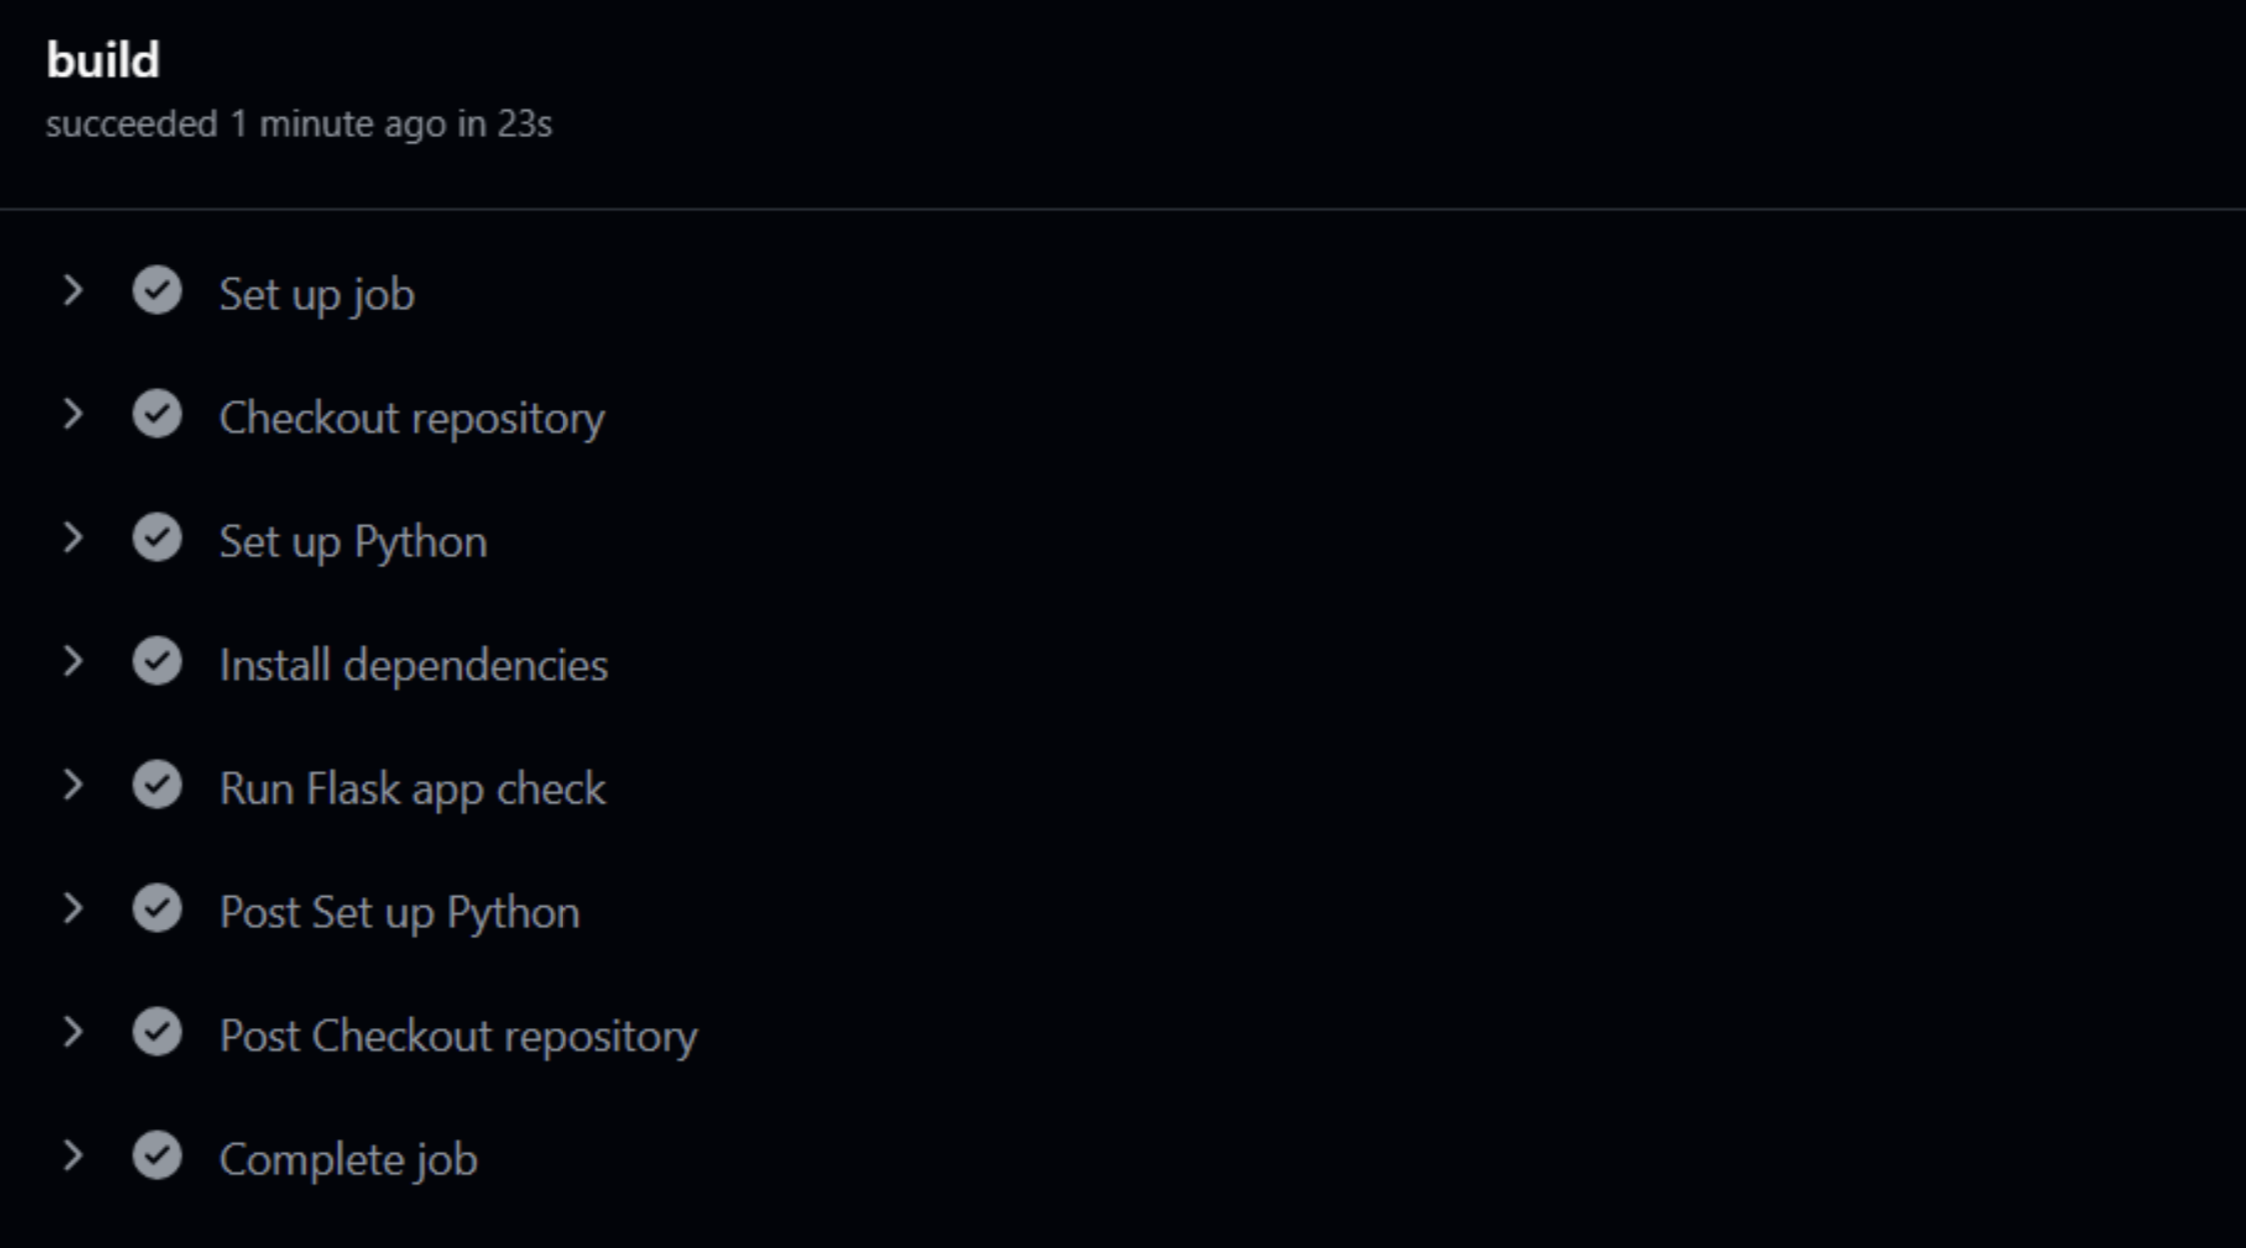 build
succeeded 1 minute ago in 23s
Set up job
Checkout repository
Set up Python
Install dependencies
Run Flask app check
Post Set up Python
Post Checkout repository
Complete job